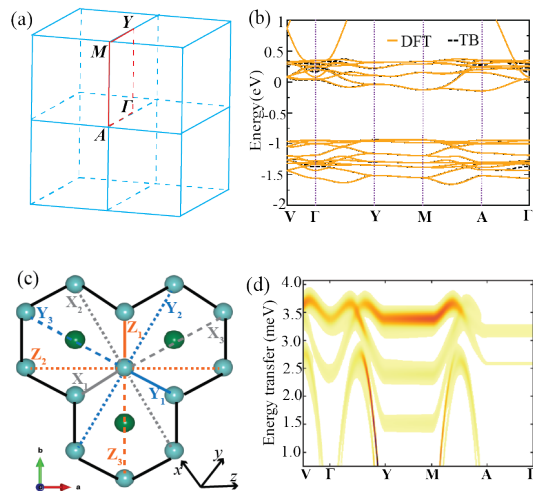 (a)
Y
M
Γ
A
(b)
Energy(eV)
1
0.5
0
-0.5
-1
-1.5
-2
DFT
TB
V Γ Y M A Γ
(c)
X₂
Y₂
Y₃
Z₁
X₃
Z₂
X₁
Y₁
Z₃
b
a
x
y
z
(d)
Energy transfer (meV)
4.0
3.5
3.0
2.5
2.0
1.5
1.0
V Γ Y M A